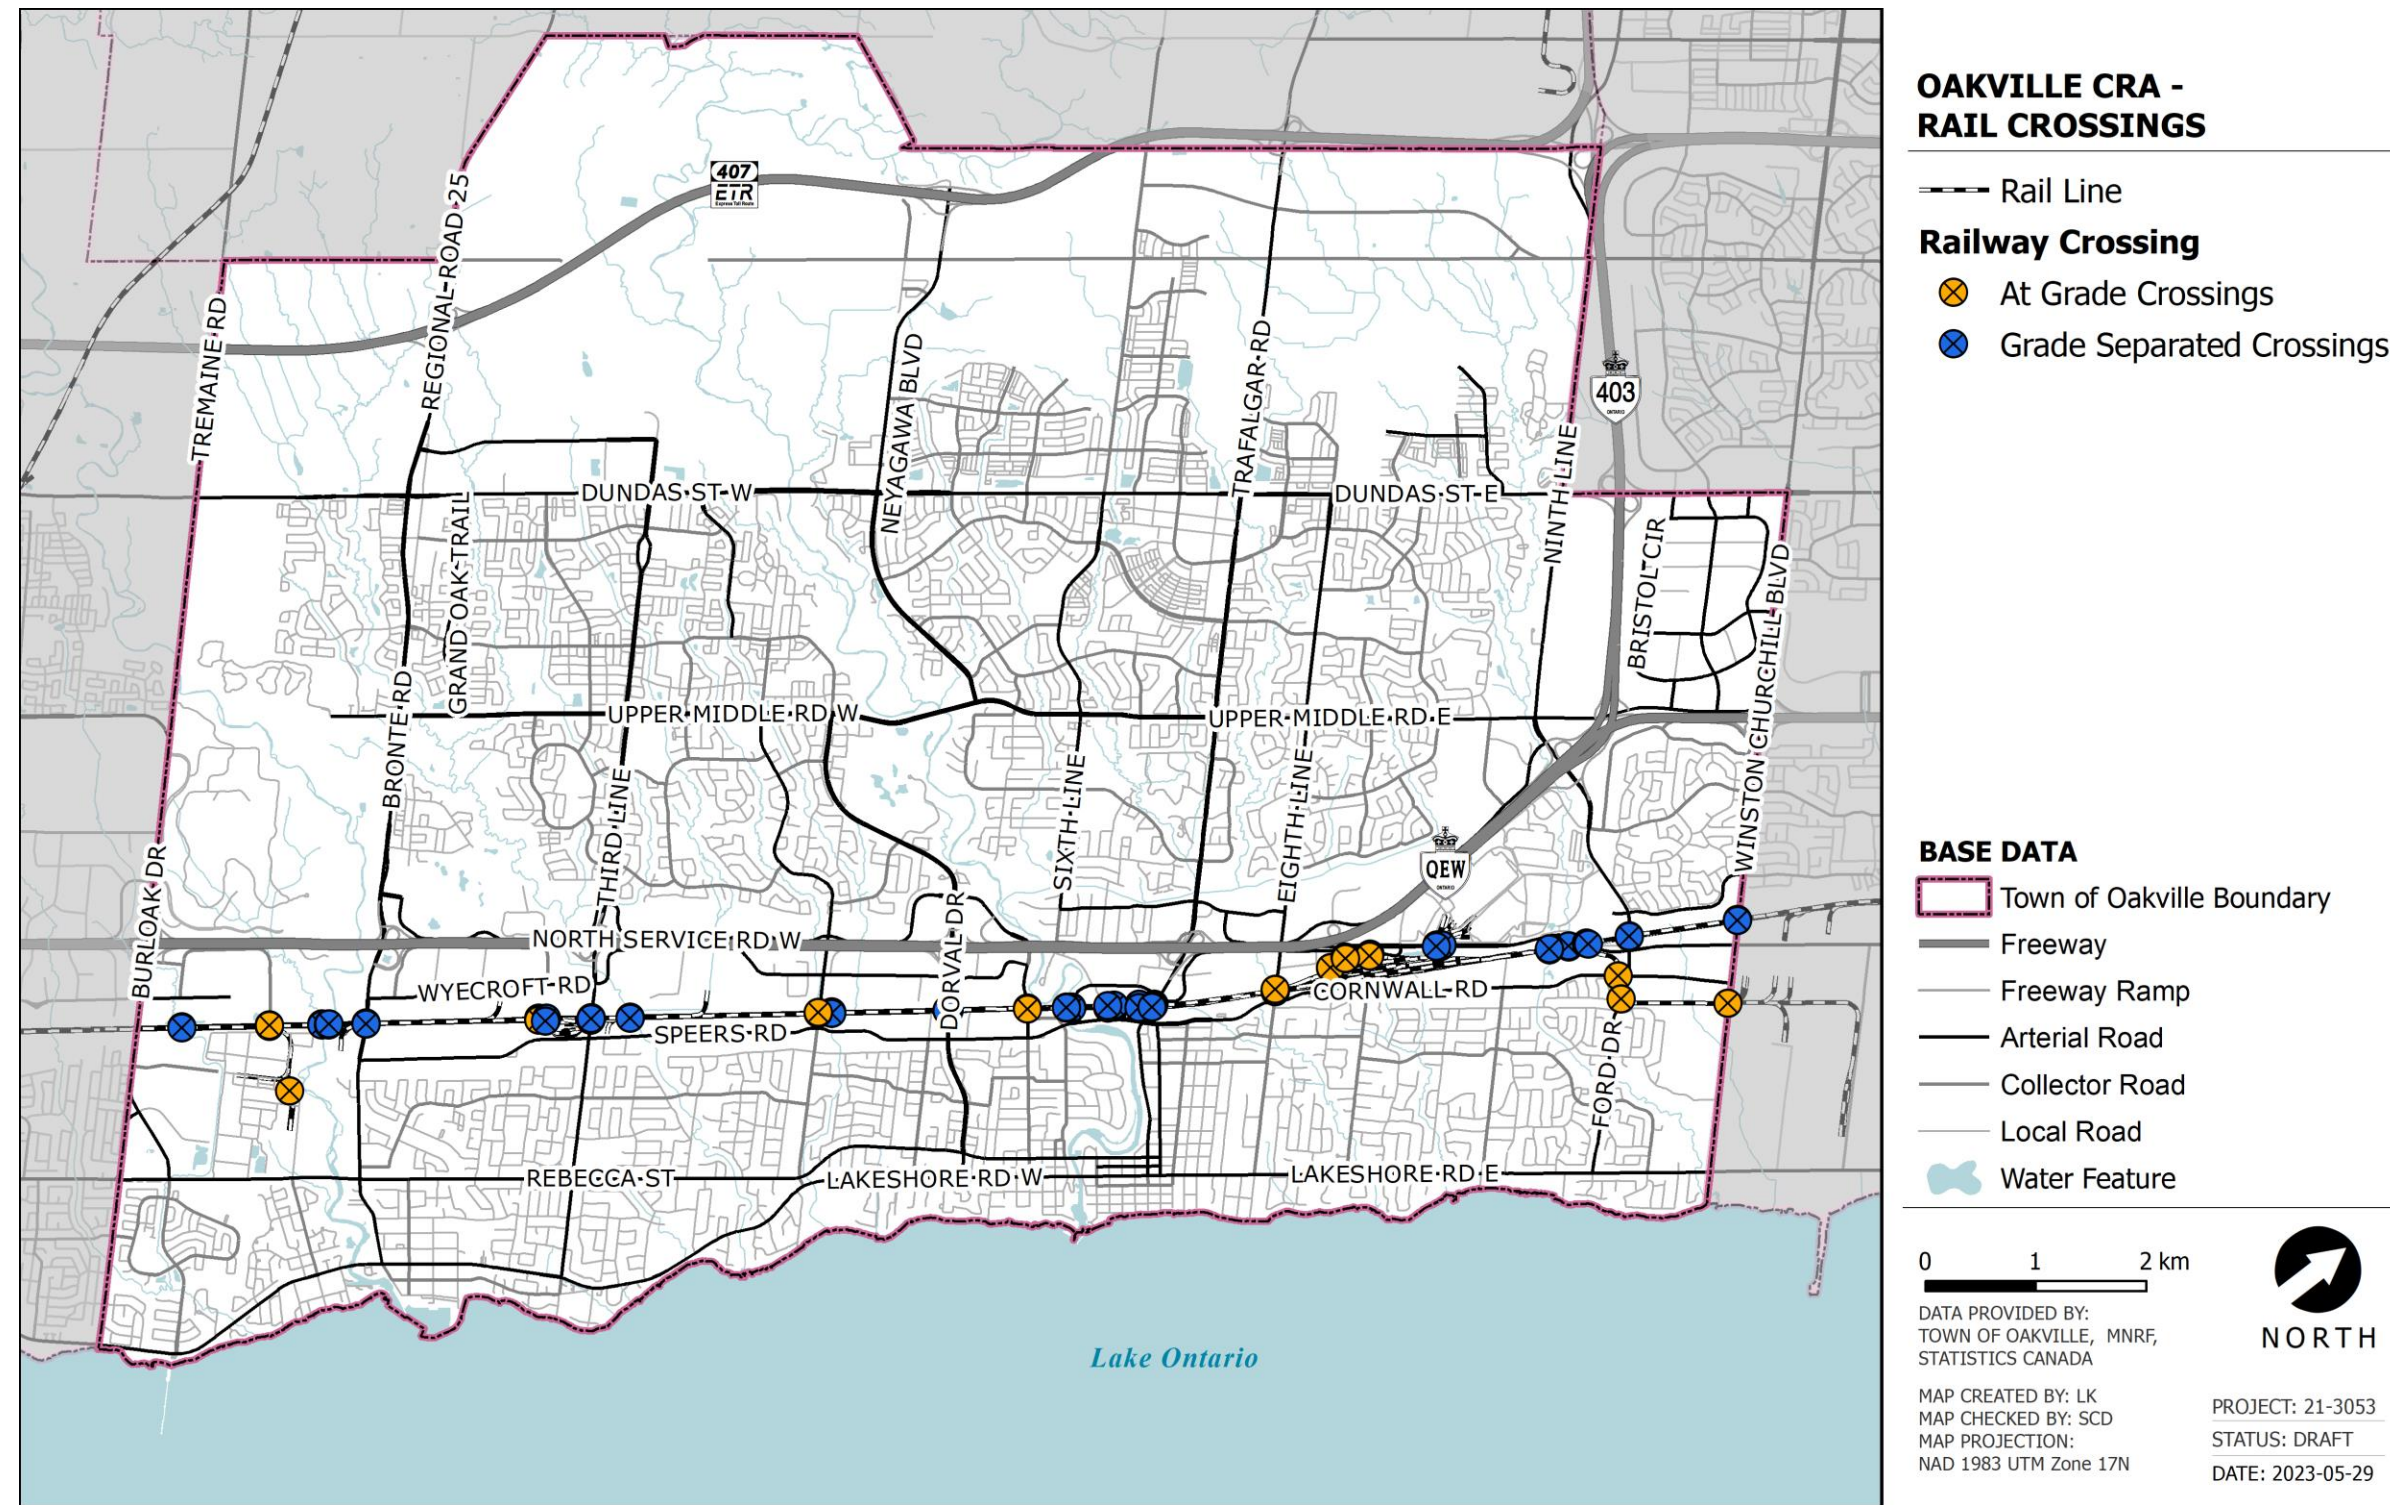 OAKVILLE CRA -
RAIL CROSSINGS
Rail Line
Railway Crossing
At Grade Crossings
Grade Separated Crossings
BASE DATA
Town of Oakville Boundary
Freeway
Freeway Ramp
Arterial Road
Collector Road
Local Road
Water Feature
0 1 2 km
NORTH
DATA PROVIDED BY:
TOWN OF OAKVILLE, MNRF,
STATISTICS CANADA
MAP CREATED BY: LK
MAP CHECKED BY: SCD
MAP PROJECTION:
NAD 1983 UTM Zone 17N
PROJECT: 21-3053
STATUS: DRAFT
DATE: 2023-05-29
407
ETR
Express Toll Route
REGIONAL ROAD 25
TREMAINE RD
NEYAGAWA BLVD
TRAFALGAR RD
403
ONTARIO
NINTH LINE
DUNDAS ST W
DUNDAS ST E
GRAND OAK TRAIL
BRISTOL CIR
WINSTON CHURCHILL BLVD
BRONTE RD
UPPER MIDDLE RD W
UPPER MIDDLE RD E
THIRD LINE
SIXTH LINE
EIGHTH LINE
QEW
ONTARIO
BURLOAK DR
NORTH SERVICE RD W
DORVAL DR
WYECROFT RD
CORNWALL RD
SPEERS RD
FORD DR
REBECCA ST
LAKESHORE RD W
LAKESHORE RD E
Lake Ontario